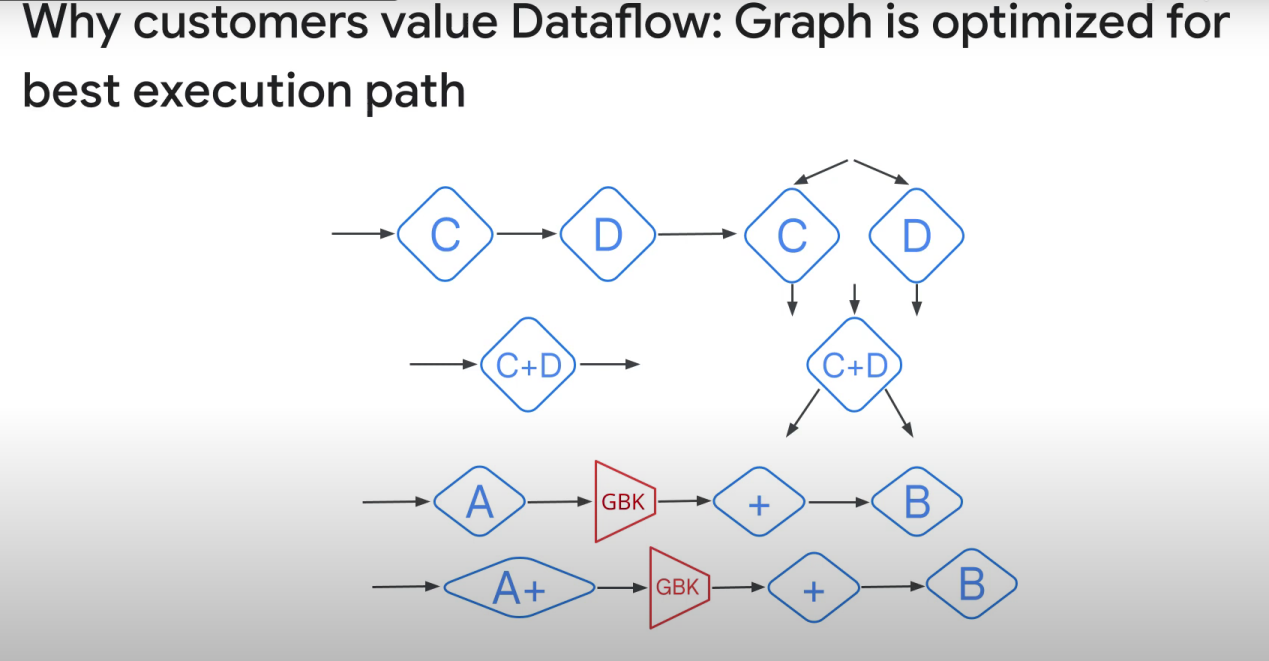 Why customers value Dataflow: Graph is optimized for
best execution path
C D C D
C+D C+D
A GBK + B
A+ GBK + B